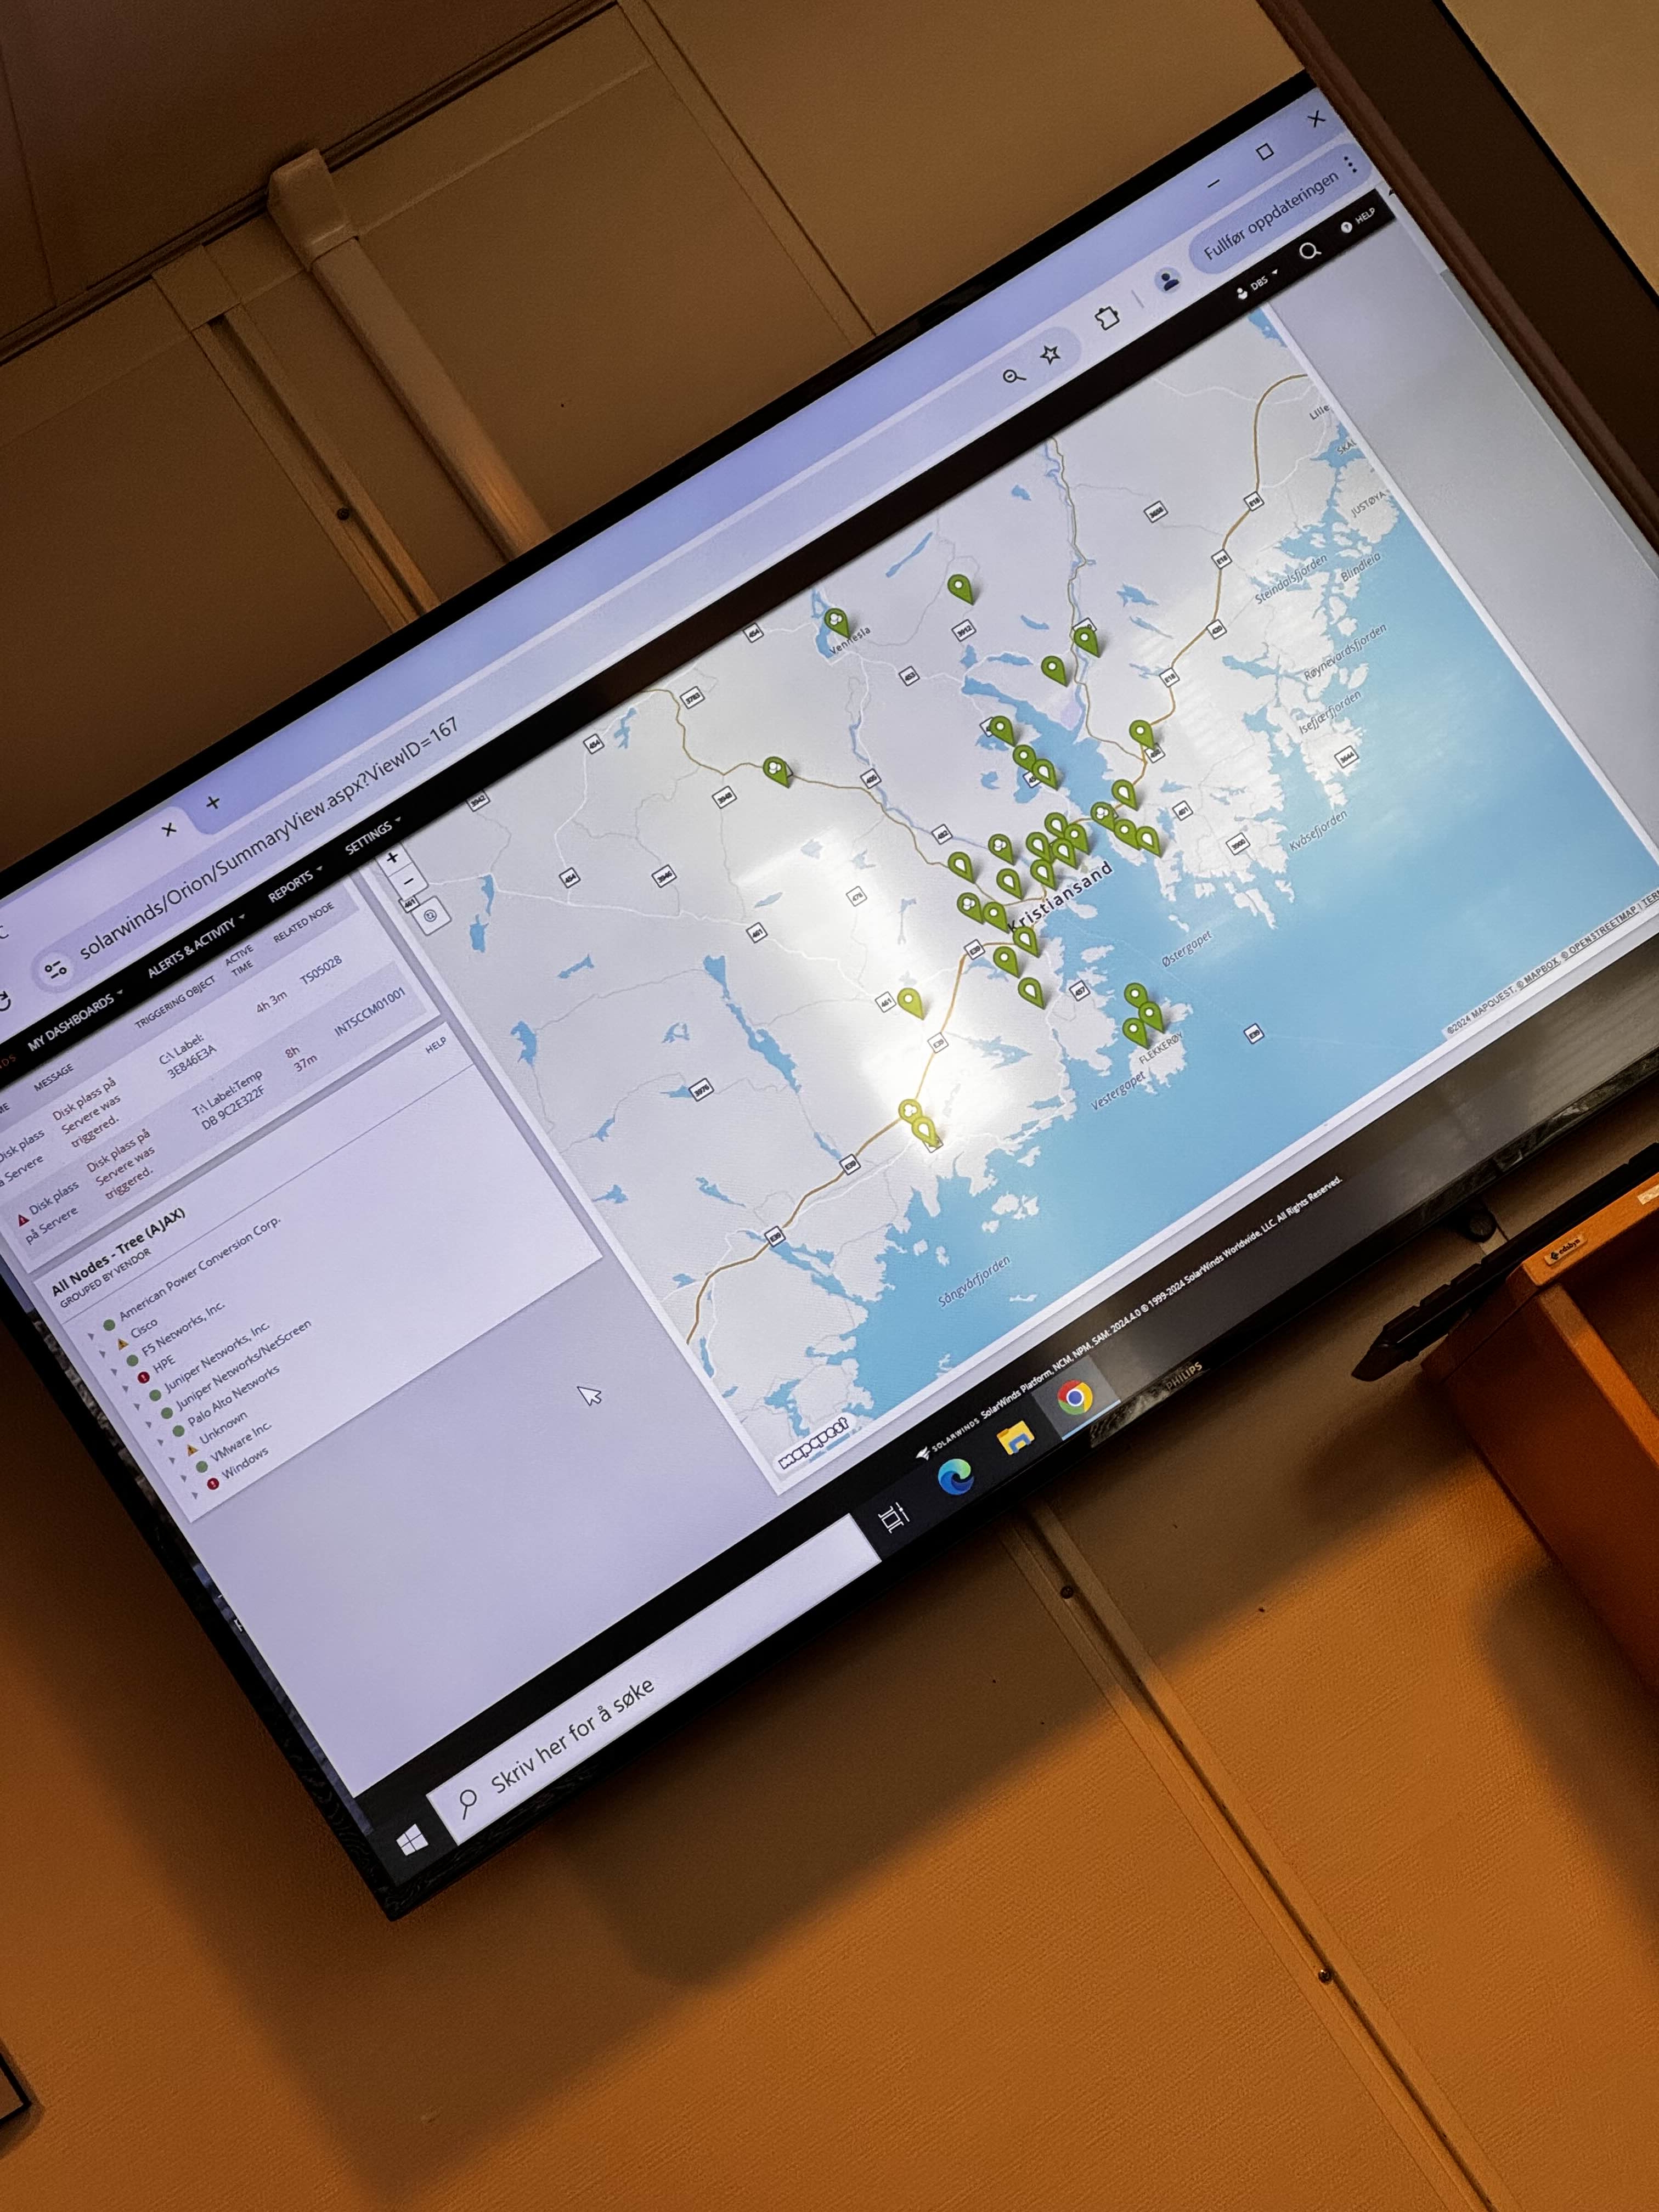 Fullfør oppdateringen
solarwinds/Orion/SummaryView.aspx?ViewID=167
MY DASHBOARDS
ALERTS & ACTIVITY
REPORTS
SETTINGS
DBS
HELP
MESSAGE
TRIGGERING OBJECT
ACTIVE
TIME
RELATED NODE
Disk plass på
Servere was
triggered.
C:\ Label:
3E846E3A
4h 3m
TS05028
Disk plass
på Servere
Disk plass på
Servere was
triggered.
T:\ Label:Temp
DB 9C2E322F
8h
37m
INTSCCM01001
All Nodes - Tree (AJAX)
GROUPED BY VENDOR
HELP
American Power Conversion Corp.
Cisco
F5 Networks, Inc.
HPE
Juniper Networks, Inc.
Juniper Networks/NetScreen
Palo Alto Networks
Unknown
VMware Inc.
Windows
Vennesla
Kristiansand
JUSTØYA
Steindalsfjorden
Blindleia
Røynevardsfjorden
Isefjærfjorden
Kvåsefjorden
Østergapet
FLEKKERØY
Vestergapet
Sångvårfjorden
mapquest
©2024 MAPQUEST, © MAPBOX, © OPENSTREETMAP
SOLARWINDS SolarWinds Platform, NCM, NPM, SAM: 2024.4.0 © 1999-2024 SolarWinds Worldwide, LLC. All Rights Reserved.
Skriv her for å søke
PHILIPS